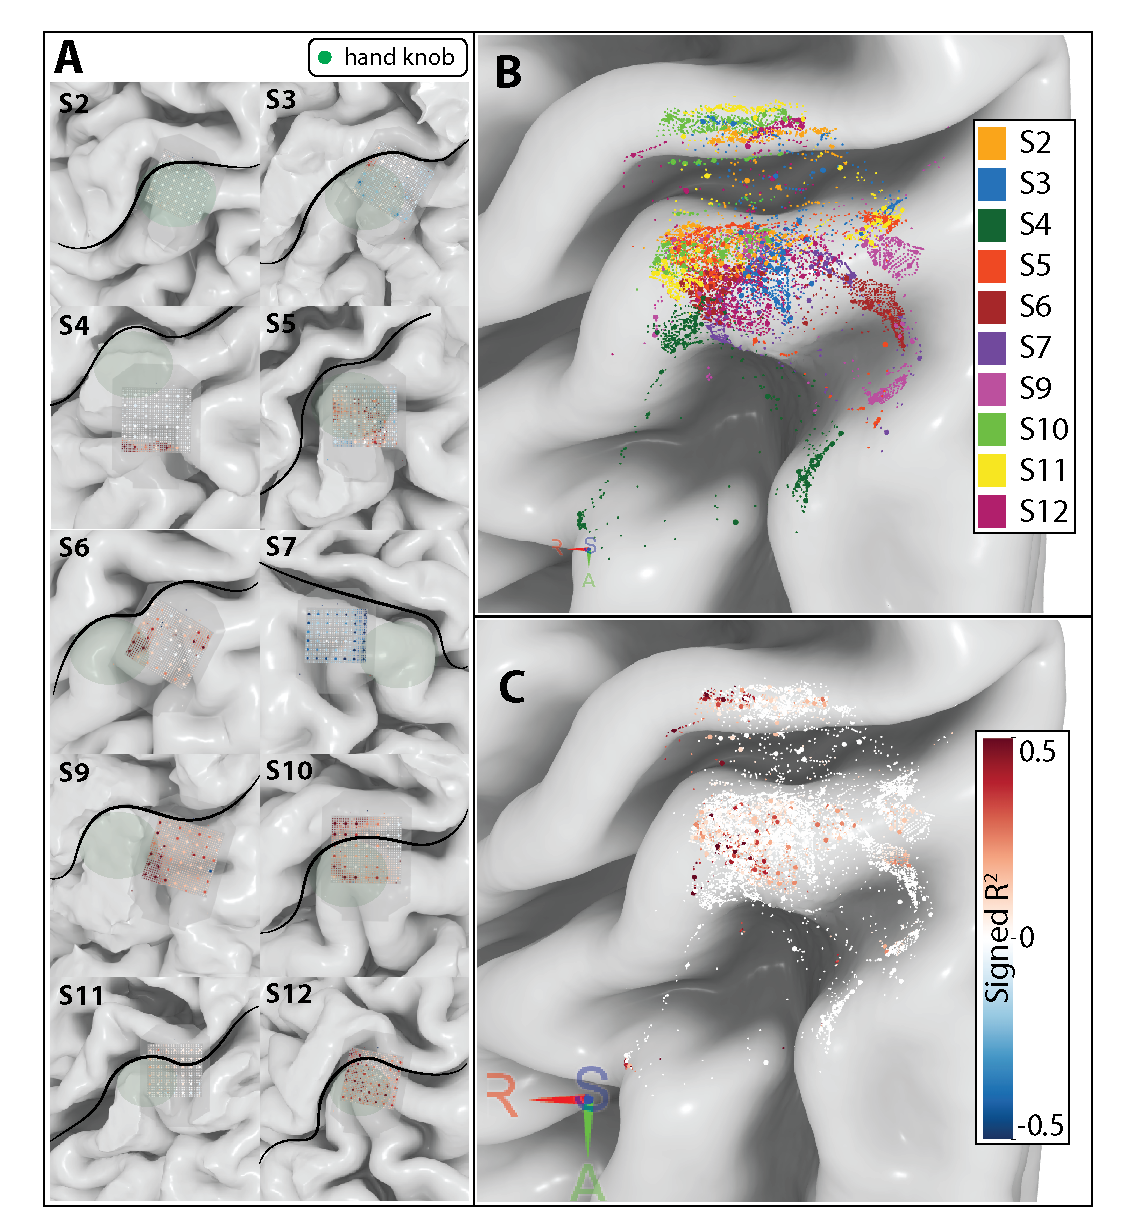 A
hand knob
S2
S3
S4
S5
S6
S7
S9
S10
S11
S12
B
S2
S3
S4
S5
S6
S7
S9
S10
S11
S12
R
S
A
C
0.5
0
-0.5
Signed R²
R
S
A